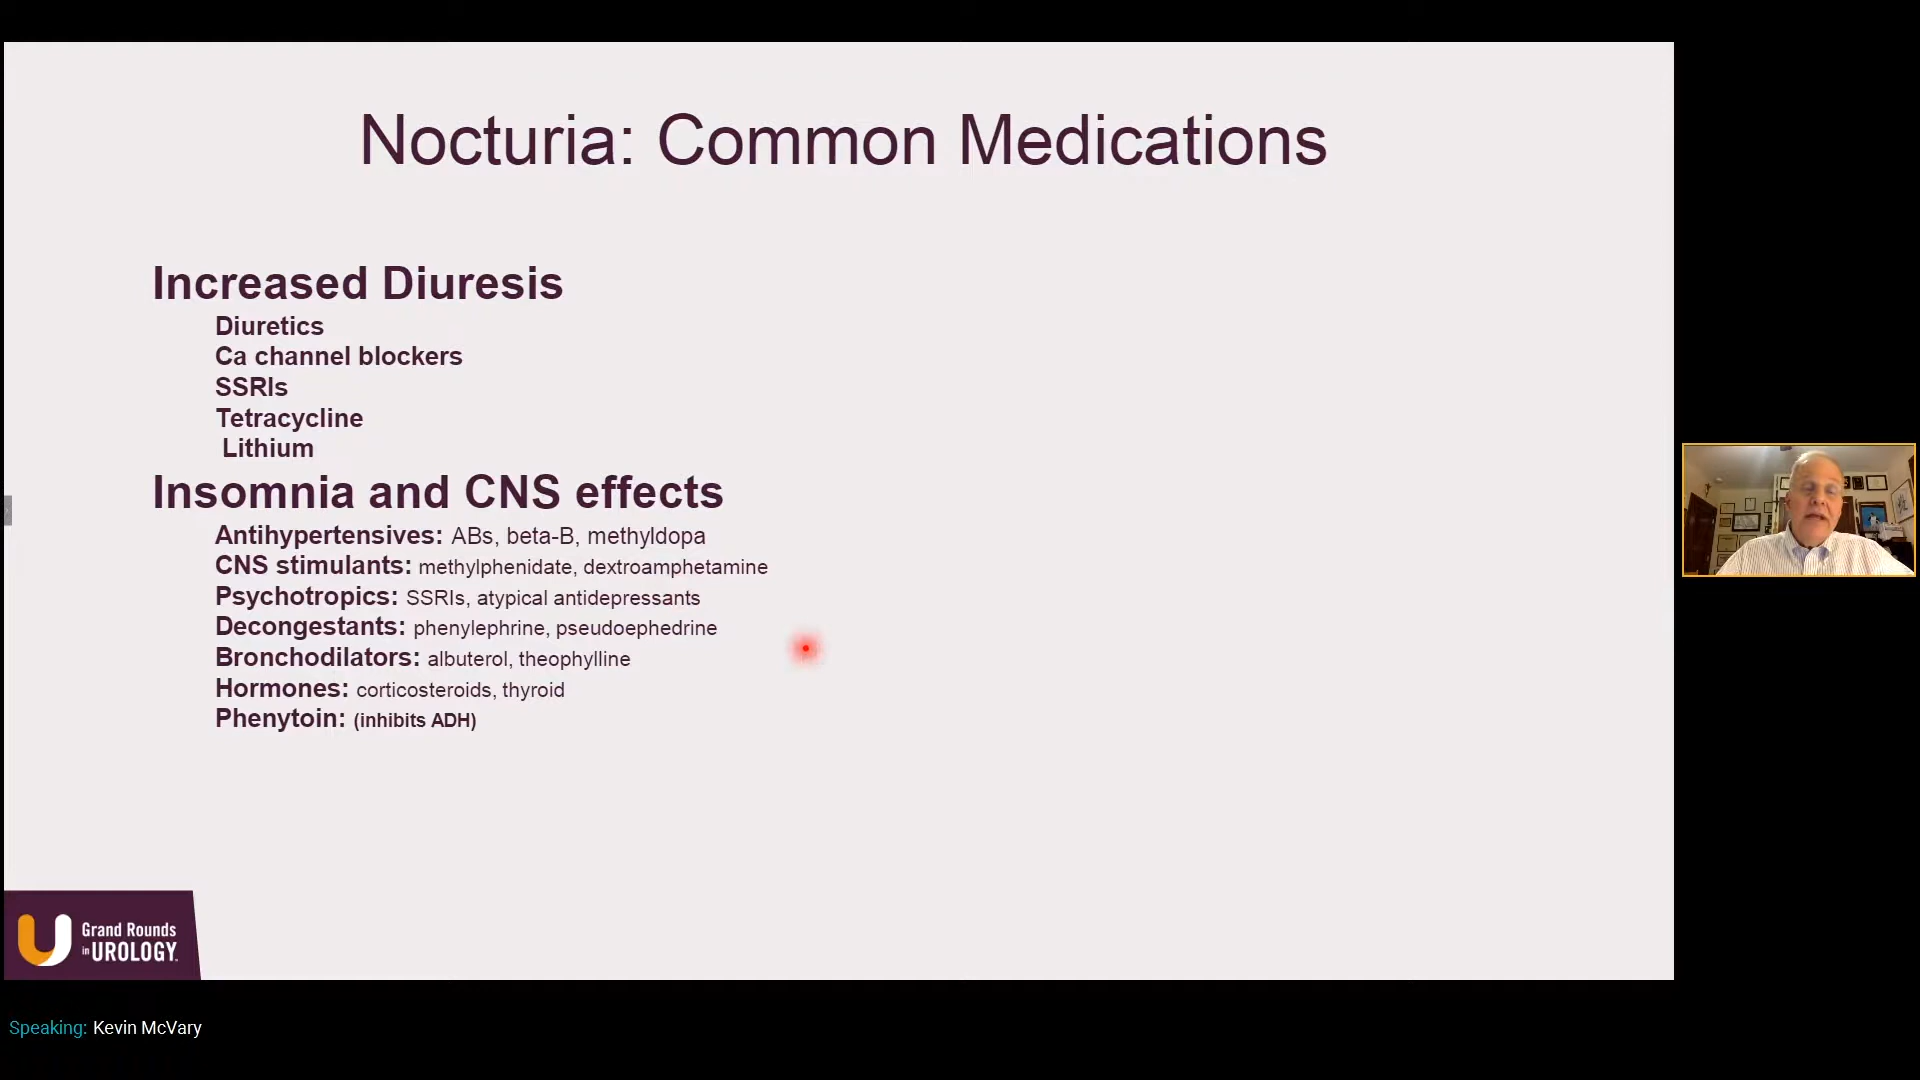 Nocturia: Common Medications
Increased Diuresis
Diuretics
Ca channel blockers
SSRIs
Tetracycline
Lithium
Insomnia and CNS effects
Antihypertensives: ABs, beta-B, methyldopa
CNS stimulants: methylphenidate, dextroamphetamine
Psychotropics: SSRIs, atypical antidepressants
Decongestants: phenylephrine, pseudoephedrine
Bronchodilators: albuterol, theophylline
Hormones: corticosteroids, thyroid
Phenytoin: (inhibits ADH)
Grand Rounds
in UROLOGY™
Speaking: Kevin McVary